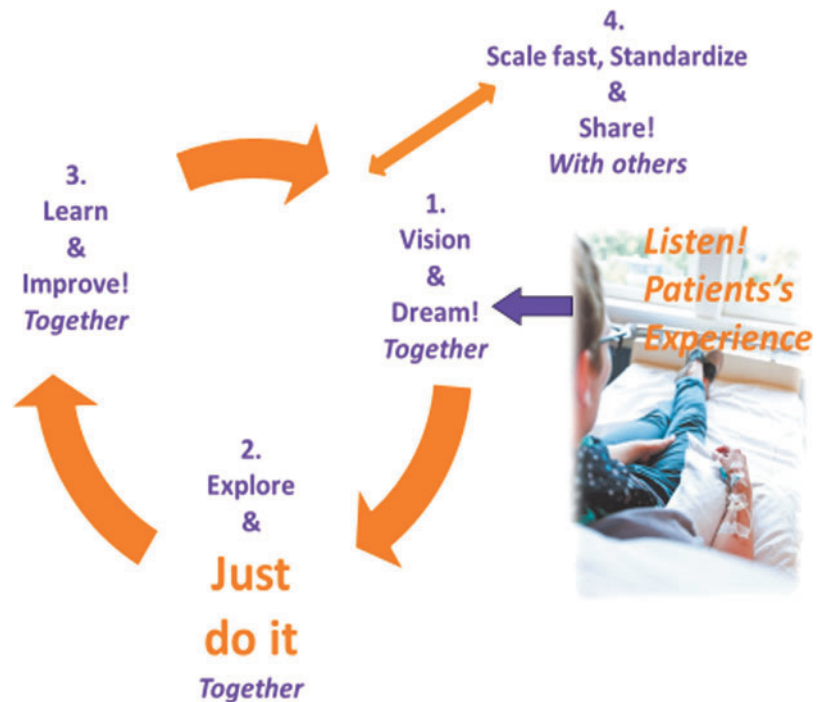 4.
Scale fast, Standardize
&
Share!
With others
3.
Learn
&
Improve!
Together
1.
Vision
&
Dream!
Together
Listen!
Patients's
Experience
2.
Explore
&
Just
do it
Together